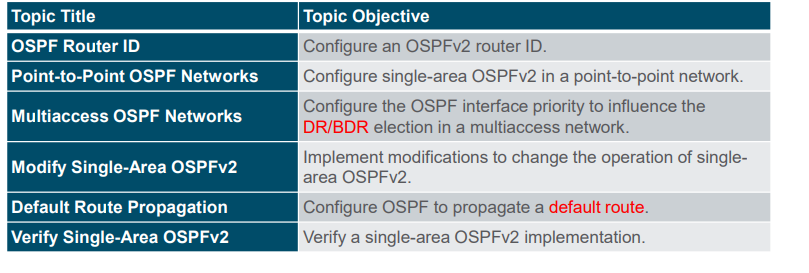 Topic Title Topic Objective
OSPF Router ID Configure an OSPFv2 router ID.
Point-to-Point OSPF Networks Configure single-area OSPFv2 in a point-to-point network.
Multiaccess OSPF Networks Configure the OSPF interface priority to influence the
DR/BDR election in a multiaccess network.
Modify Single-Area OSPFv2 Implement modifications to change the operation of single-
area OSPFv2.
Default Route Propagation Configure OSPF to propagate a default route.
Verify Single-Area OSPFv2 Verify a single-area OSPFv2 implementation.